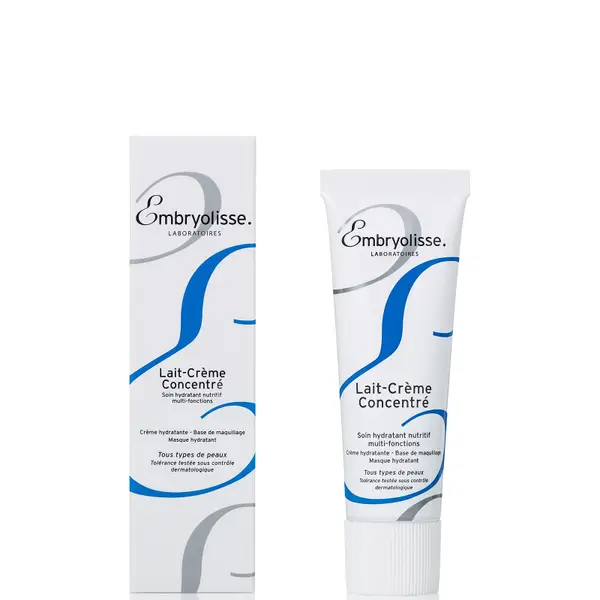 Embryolisse.
LABORATOIRES
Lait-Crème
Concentré
Soin hydratant nutritif
multi-fonctions
Crème hydratante - Base de maquillage
Masque hydratant
Tous types de peaux
Tolérance testée sous contrôle
dermatologique
Embryolisse.
LABORATOIRES
Lait-Crème
Concentré
Soin hydratant nutritif
multi-fonctions
Crème hydratante - Base de maquillage
Masque hydratant
Tous types de peaux
Tolérance testée sous contrôle
dermatologique